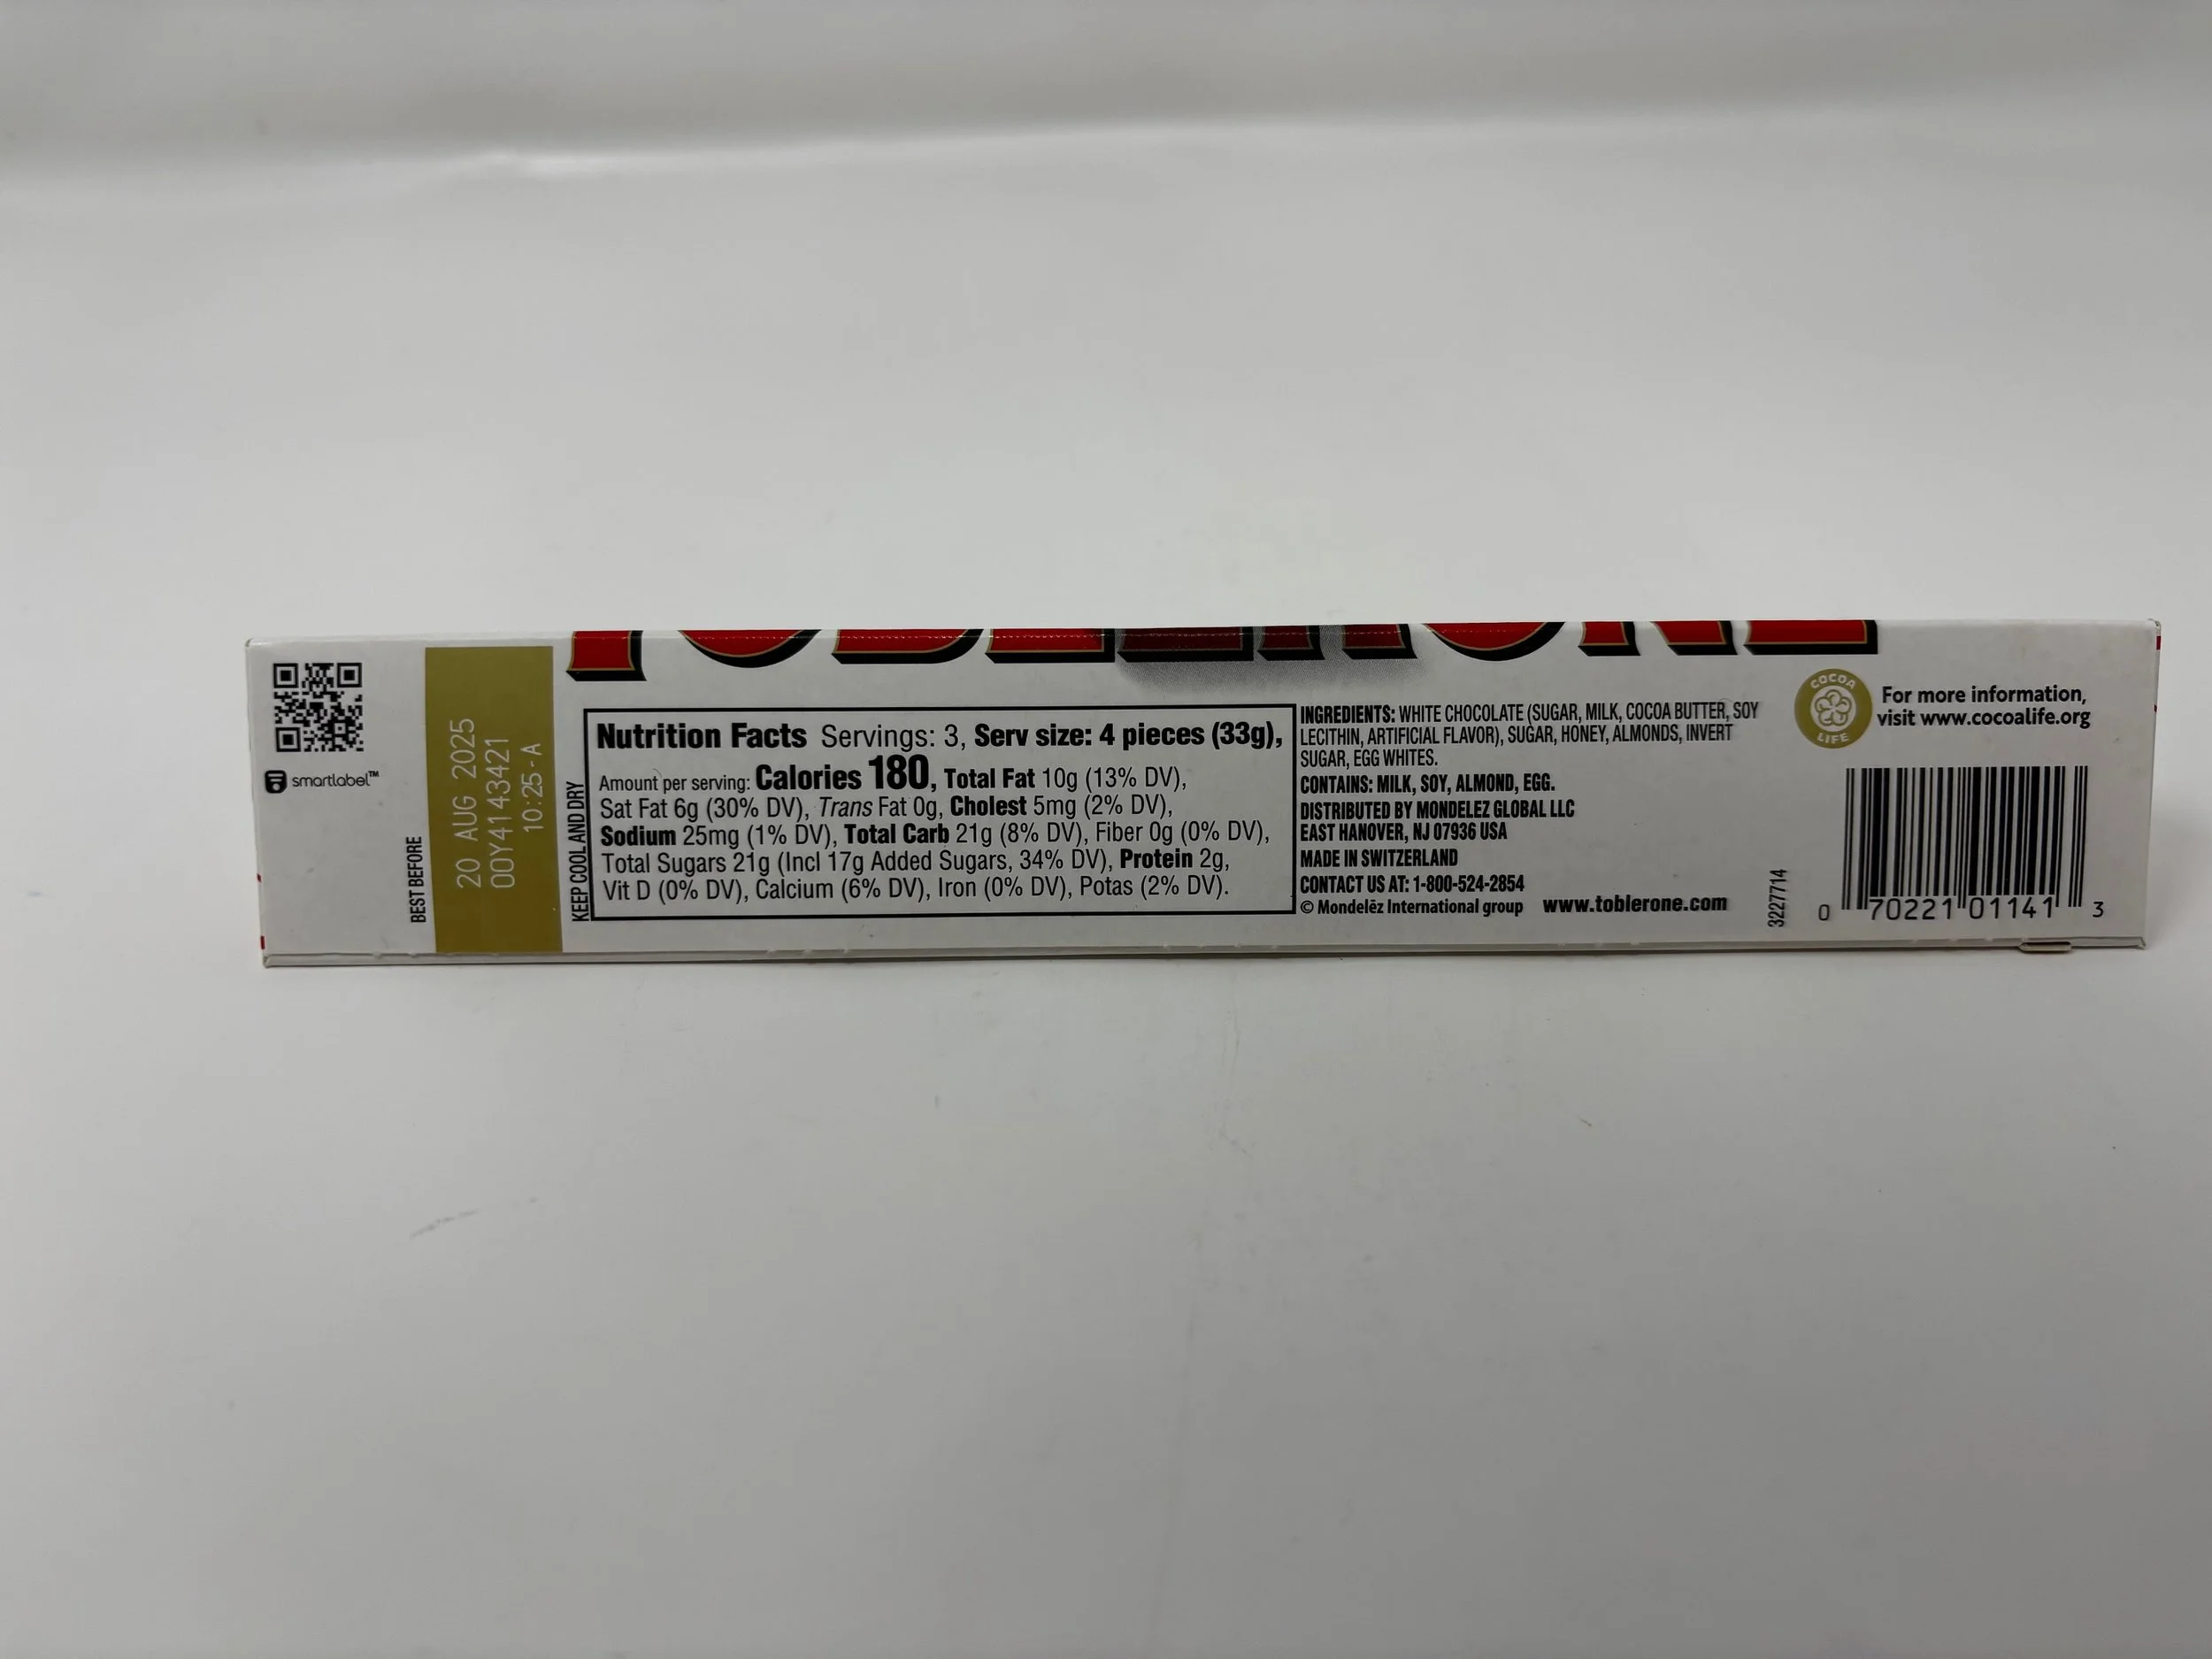 TOBLERONE
smartlabel™
BEST BEFORE
20 AUG 2025
OOY4143421
10:25-A
KEEP COOL AND DRY
Nutrition Facts Servings: 3, Serv size: 4 pieces (33g),
Amount per serving: Calories 180, Total Fat 10g (13% DV),
Sat Fat 6g (30% DV), Trans Fat 0g, Cholest 5mg (2% DV),
Sodium 25mg (1% DV), Total Carb 21g (8% DV), Fiber 0g (0% DV),
Total Sugars 21g (Incl 17g Added Sugars, 34% DV), Protein 2g,
Vit D (0% DV), Calcium (6% DV), Iron (0% DV), Potas (2% DV).
INGREDIENTS: WHITE CHOCOLATE (SUGAR, MILK, COCOA BUTTER, SOY
LECITHIN, ARTIFICIAL FLAVOR), SUGAR, HONEY, ALMONDS, INVERT
SUGAR, EGG WHITES.
CONTAINS: MILK, SOY, ALMOND, EGG.
DISTRIBUTED BY MONDELEZ GLOBAL LLC
EAST HANOVER, NJ 07936 USA
MADE IN SWITZERLAND
CONTACT US AT: 1-800-524-2854
© Mondelēz International group www.toblerone.com
3227714
COCOA
LIFE
For more information,
visit www.cocoalife.org
0 70221 01141 3